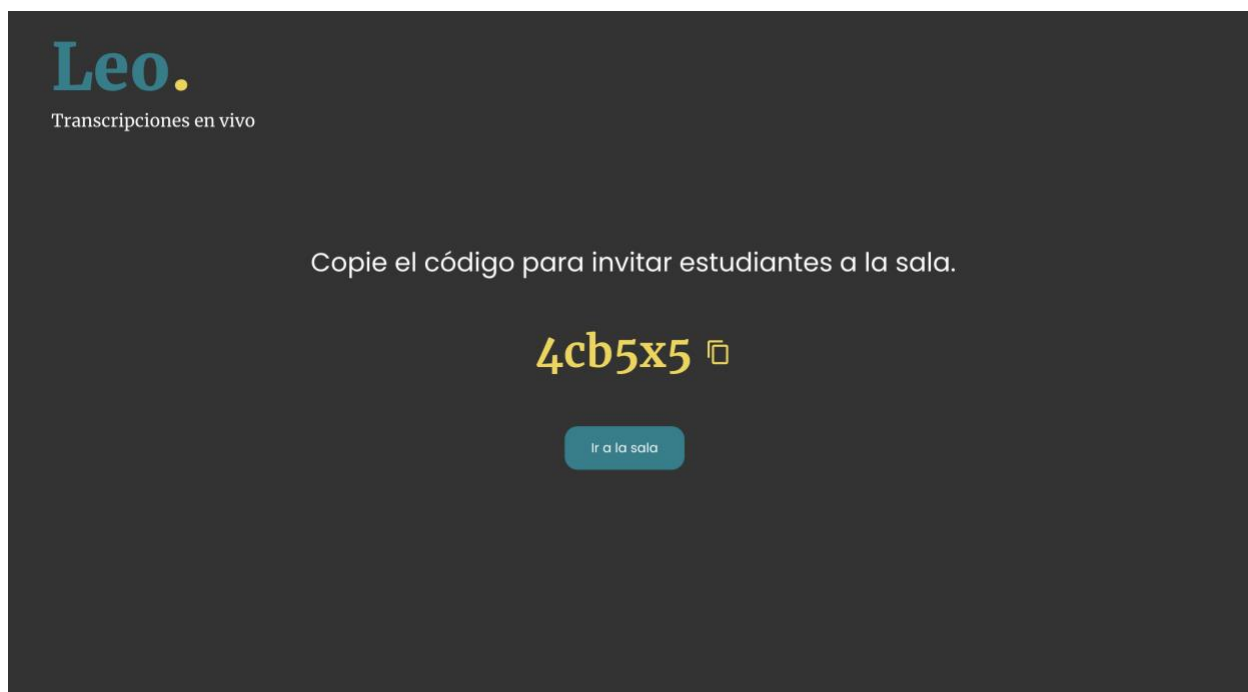 Leo.
Transcripciones en vivo
Copie el código para invitar estudiantes a la sala.
4cb5x5
Ir a la sala